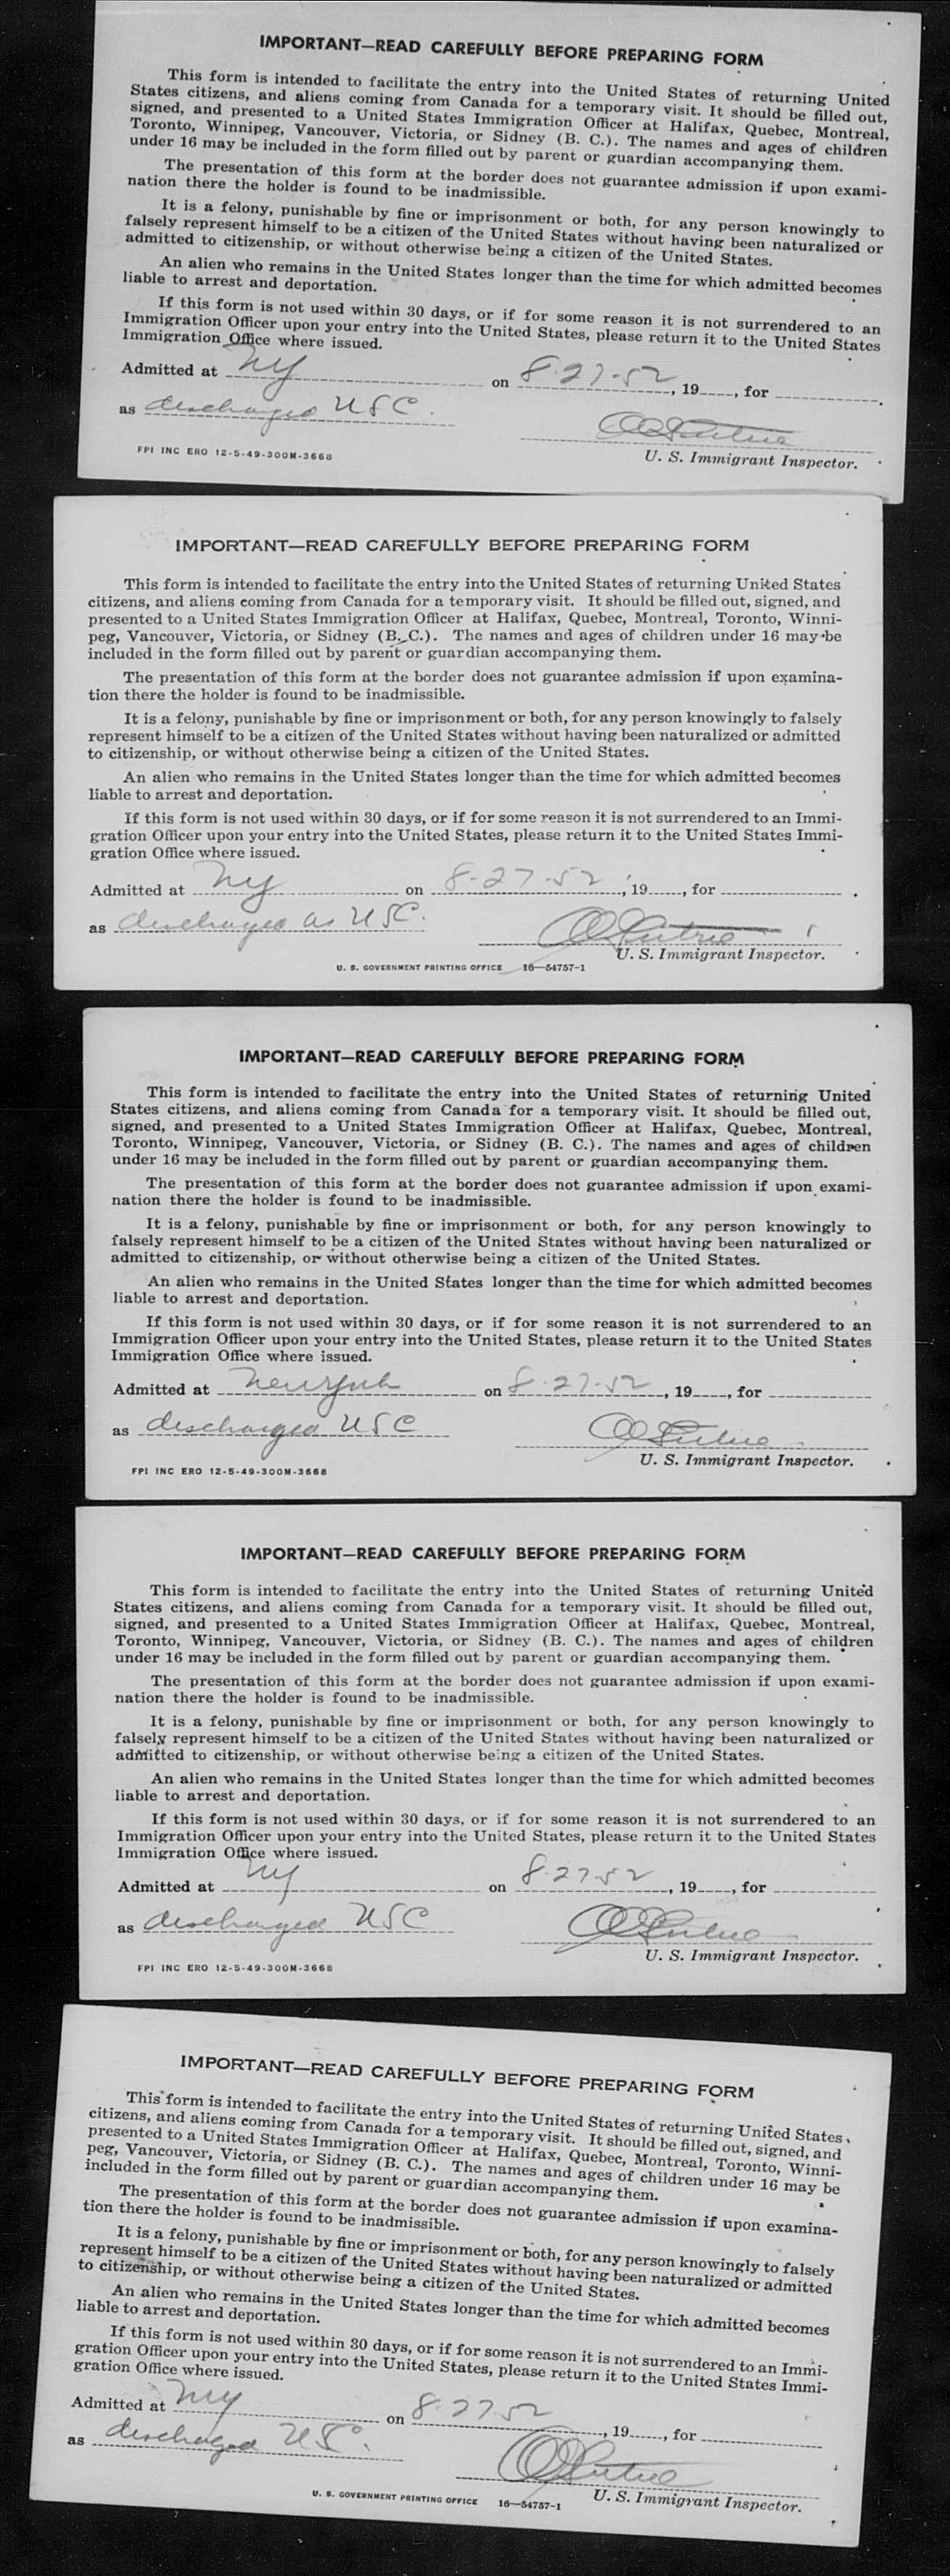 IMPORTANT—READ CAREFULLY BEFORE PREPARING FORM
This form is intended to facilitate the entry into the United States of returning United
States citizens, and aliens coming from Canada for a temporary visit. It should be filled out,
signed, and presented to a United States Immigration Officer at Halifax, Quebec, Montreal,
Toronto, Winnipeg, Vancouver, Victoria, or Sidney (B. C.). The names and ages of children
under 16 may be included in the form filled out by parent or guardian accompanying them.
The presentation of this form at the border does not guarantee admission if upon exami-
nation there the holder is found to be inadmissible.
It is a felony, punishable by fine or imprisonment or both, for any person knowingly to
falsely represent himself to be a citizen of the United States without having been naturalized or
admitted to citizenship, or without otherwise being a citizen of the United States.
An alien who remains in the United States longer than the time for which admitted becomes
liable to arrest and deportation.
If this form is not used within 30 days, or if for some reason it is not surrendered to an
Immigration Officer upon your entry into the United States, please return it to the United States
Immigration Office where issued.
Admitted at NY on 8-27-52, 19____, for
as discharged USC.
U. S. Immigrant Inspector.
FPI INC ERO 12-5-49-300M-3668
IMPORTANT—READ CAREFULLY BEFORE PREPARING FORM
This form is intended to facilitate the entry into the United States of returning United States
citizens, and aliens coming from Canada for a temporary visit. It should be filled out, signed, and
presented to a United States Immigration Officer at Halifax, Quebec, Montreal, Toronto, Winni-
peg, Vancouver, Victoria, or Sidney (B. C.). The names and ages of children under 16 may be
included in the form filled out by parent or guardian accompanying them.
The presentation of this form at the border does not guarantee admission if upon examina-
tion there the holder is found to be inadmissible.
It is a felony, punishable by fine or imprisonment or both, for any person knowingly to falsely
represent himself to be a citizen of the United States without having been naturalized or admitted
to citizenship, or without otherwise being a citizen of the United States.
An alien who remains in the United States longer than the time for which admitted becomes
liable to arrest and deportation.
If this form is not used within 30 days, or if for some reason it is not surrendered to an Immi-
gration Officer upon your entry into the United States, please return it to the United States Immi-
gration Office where issued.
Admitted at NY on 8-27-52, 19____, for
as discharged as USC.
U. S. Immigrant Inspector.
U. S. GOVERNMENT PRINTING OFFICE 16—54757-1
IMPORTANT—READ CAREFULLY BEFORE PREPARING FORM
This form is intended to facilitate the entry into the United States of returning United
States citizens, and aliens coming from Canada for a temporary visit. It should be filled out,
signed, and presented to a United States Immigration Officer at Halifax, Quebec, Montreal,
Toronto, Winnipeg, Vancouver, Victoria, or Sidney (B. C.). The names and ages of children
under 16 may be included in the form filled out by parent or guardian accompanying them.
The presentation of this form at the border does not guarantee admission if upon exami-
nation there the holder is found to be inadmissible.
It is a felony, punishable by fine or imprisonment or both, for any person knowingly to
falsely represent himself to be a citizen of the United States without having been naturalized or
admitted to citizenship, or without otherwise being a citizen of the United States.
An alien who remains in the United States longer than the time for which admitted becomes
liable to arrest and deportation.
If this form is not used within 30 days, or if for some reason it is not surrendered to an
Immigration Officer upon your entry into the United States, please return it to the United States
Immigration Office where issued.
Admitted at New York on 8-27-52, 19____, for
as discharged USC
U. S. Immigrant Inspector.
FPI INC ERO 12-5-49-300M-3668
IMPORTANT—READ CAREFULLY BEFORE PREPARING FORM
This form is intended to facilitate the entry into the United States of returning United
States citizens, and aliens coming from Canada for a temporary visit. It should be filled out,
signed, and presented to a United States Immigration Officer at Halifax, Quebec, Montreal,
Toronto, Winnipeg, Vancouver, Victoria, or Sidney (B. C.). The names and ages of children
under 16 may be included in the form filled out by parent or guardian accompanying them.
The presentation of this form at the border does not guarantee admission if upon exami-
nation there the holder is found to be inadmissible.
It is a felony, punishable by fine or imprisonment or both, for any person knowingly to
falsely represent himself to be a citizen of the United States without having been naturalized or
admitted to citizenship, or without otherwise being a citizen of the United States.
An alien who remains in the United States longer than the time for which admitted becomes
liable to arrest and deportation.
If this form is not used within 30 days, or if for some reason it is not surrendered to an
Immigration Officer upon your entry into the United States, please return it to the United States
Immigration Office where issued.
Admitted at NY on 8-27-52, 19____, for
as discharged USC
U. S. Immigrant Inspector.
FPI INC ERO 12-5-49-300M-3668
IMPORTANT—READ CAREFULLY BEFORE PREPARING FORM
This form is intended to facilitate the entry into the United States of returning United States
citizens, and aliens coming from Canada for a temporary visit. It should be filled out, signed, and
presented to a United States Immigration Officer at Halifax, Quebec, Montreal, Toronto, Winni-
peg, Vancouver, Victoria, or Sidney (B. C.). The names and ages of children under 16 may be
included in the form filled out by parent or guardian accompanying them.
The presentation of this form at the border does not guarantee admission if upon examina-
tion there the holder is found to be inadmissible.
It is a felony, punishable by fine or imprisonment or both, for any person knowingly to falsely
represent himself to be a citizen of the United States without having been naturalized or admitted
to citizenship, or without otherwise being a citizen of the United States.
An alien who remains in the United States longer than the time for which admitted becomes
liable to arrest and deportation.
If this form is not used within 30 days, or if for some reason it is not surrendered to an Immi-
gration Officer upon your entry into the United States, please return it to the United States Immi-
gration Office where issued.
Admitted at NY on 8-27-52, 19____, for
as discharged USC.
U. S. Immigrant Inspector.
U. S. GOVERNMENT PRINTING OFFICE 16—54757-1